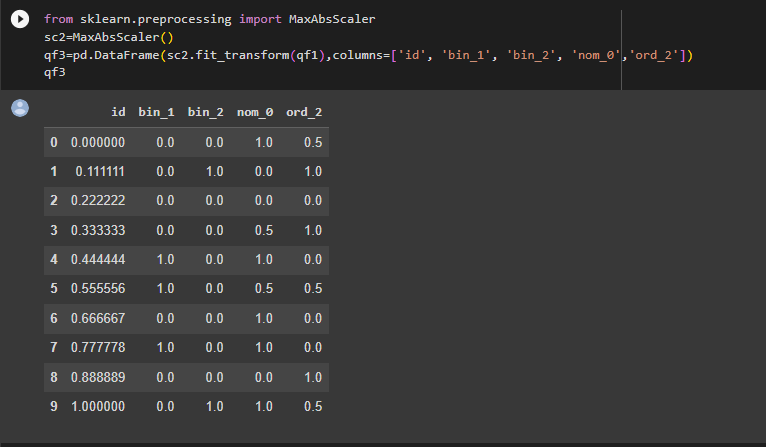 from sklearn.preprocessing import MaxAbsScaler
sc2=MaxAbsScaler()
qf3=pd.DataFrame(sc2.fit_transform(qf1),columns=['id', 'bin_1', 'bin_2', 'nom_0','ord_2'])
qf3
id bin_1 bin_2 nom_0 ord_2
0 0.000000 0.0 0.0 1.0 0.5
1 0.111111 0.0 1.0 0.0 1.0
2 0.222222 0.0 0.0 0.0 0.0
3 0.333333 0.0 0.0 0.5 1.0
4 0.444444 1.0 0.0 1.0 0.0
5 0.555556 1.0 0.0 0.5 0.5
6 0.666667 0.0 0.0 1.0 0.0
7 0.777778 1.0 0.0 1.0 0.0
8 0.888889 0.0 0.0 0.0 1.0
9 1.000000 0.0 1.0 1.0 0.5